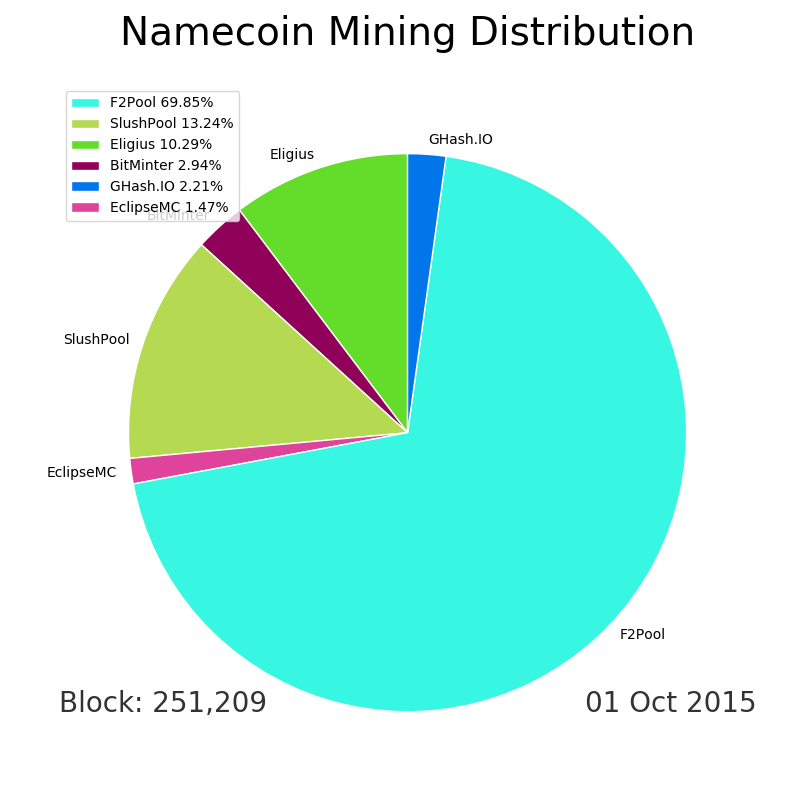 Namecoin Mining Distribution
F2Pool 69.85%
SlushPool 13.24%
Eligius 10.29%
BitMinter 2.94%
GHash.IO 2.21%
EclipseMC 1.47%
GHash.IO
Eligius
BitMinter
SlushPool
EclipseMC
F2Pool
Block: 251,209
01 Oct 2015